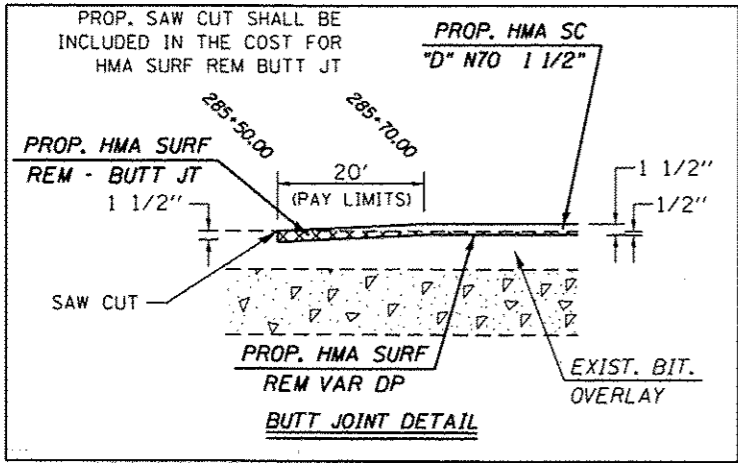 PROP. SAW CUT SHALL BE
INCLUDED IN THE COST FOR
HMA SURF REM BUTT JT
PROP. HMA SC
"D" N70 1 1/2"
285+50.00
285+70.00
PROP. HMA SURF
REM - BUTT JT
20'
(PAY LIMITS)
1 1/2"
1 1/2"
1/2"
SAW CUT
PROP. HMA SURF
REM VAR DP
EXIST. BIT.
OVERLAY
BUTT JOINT DETAIL